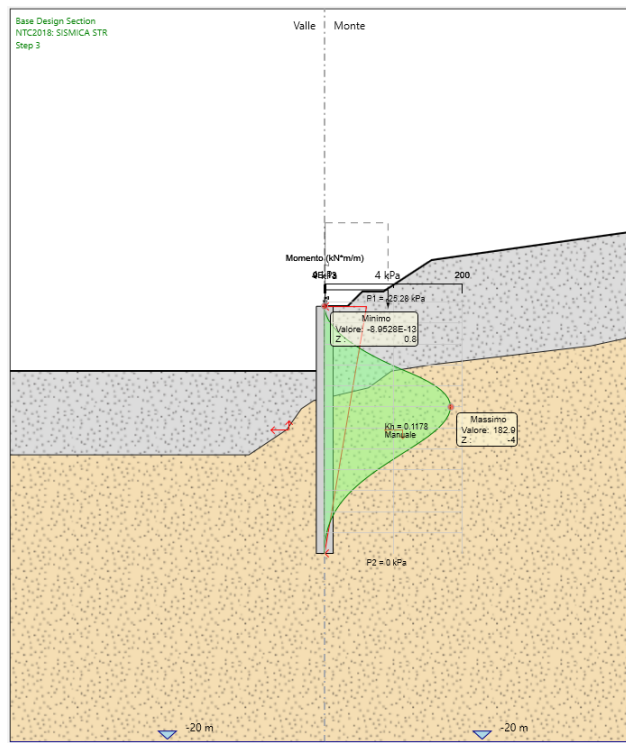 Base Design Section
NTC2018: SISMICA STR
Step 3
Valle
Monte
Momento (kN*m/m)
4 kPa
200
P1 = -25.28 kPa
Minimo
Valore: -8.9528E-13
Z : 0.8
Kh = 0.1178
Manuale
Massimo
Valore: 182.9
Z : -4
P2 = 0 kPa
-20 m
-20 m